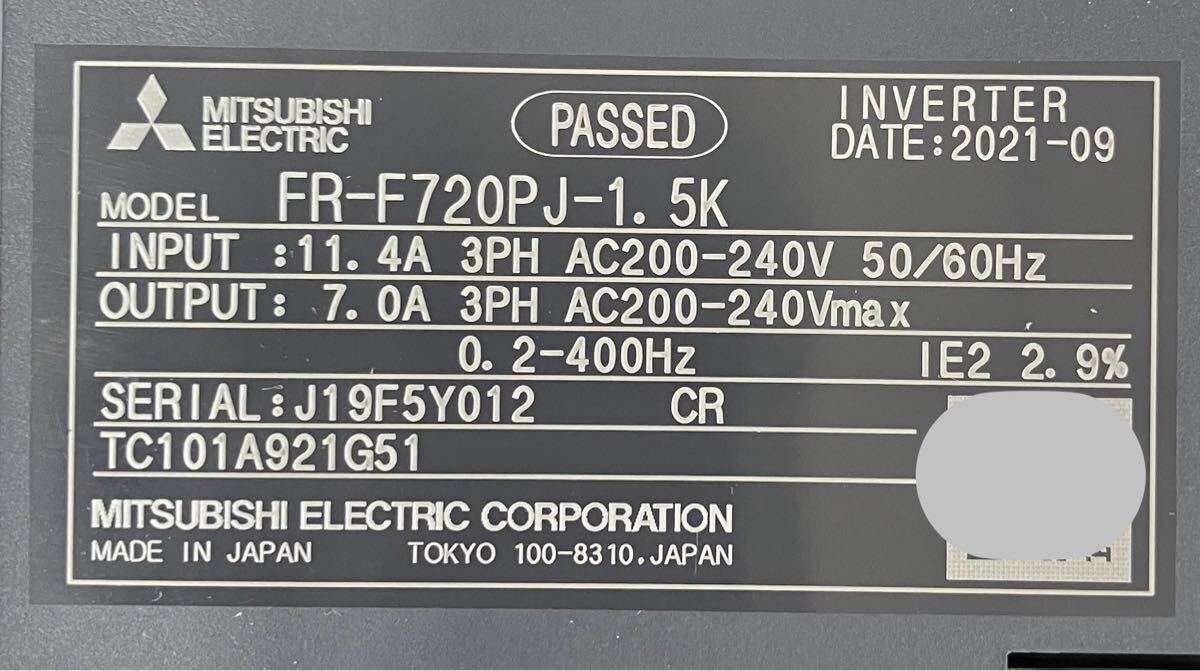 MITSUBISHI
ELECTRIC
PASSED
INVERTER
DATE:2021-09
MODEL FR-F720PJ-1.5K
INPUT :11.4A 3PH AC200-240V 50/60Hz
OUTPUT: 7.0A 3PH AC200-240Vmax
0.2-400Hz IE2 2.9%
SERIAL:J19F5Y012 CR
TC101A921G51
MITSUBISHI ELECTRIC CORPORATION
MADE IN JAPAN TOKYO 100-8310,JAPAN